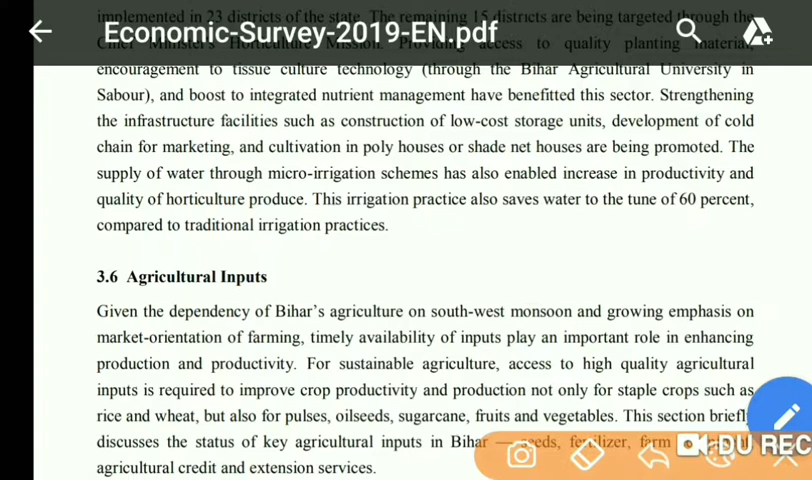 implemented in 23 districts of the state. The remaining 15 districts are being targeted through the
Economic-Survey-2019-EN.pdf
Chief Minister's Horticulture Mission. Providing access to quality planting material,
encouragement to tissue culture technology (through the Bihar Agricultural University in
Sabour), and boost to integrated nutrient management have benefitted this sector. Strengthening
the infrastructure facilities such as construction of low-cost storage units, development of cold
chain for marketing, and cultivation in poly houses or shade net houses are being promoted. The
supply of water through micro-irrigation schemes has also enabled increase in productivity and
quality of horticulture produce. This irrigation practice also saves water to the tune of 60 percent,
compared to traditional irrigation practices.
3.6 Agricultural Inputs
Given the dependency of Bihar's agriculture on south-west monsoon and growing emphasis on
market-orientation of farming, timely availability of inputs play an important role in enhancing
production and productivity. For sustainable agriculture, access to high quality agricultural
inputs is required to improve crop productivity and production not only for staple crops such as
rice and wheat, but also for pulses, oilseeds, sugarcane, fruits and vegetables. This section briefl
discusses the status of key agricultural inputs in Bihar — seeds, fertilizer, farm
DU REC
agricultural credit and extension services.